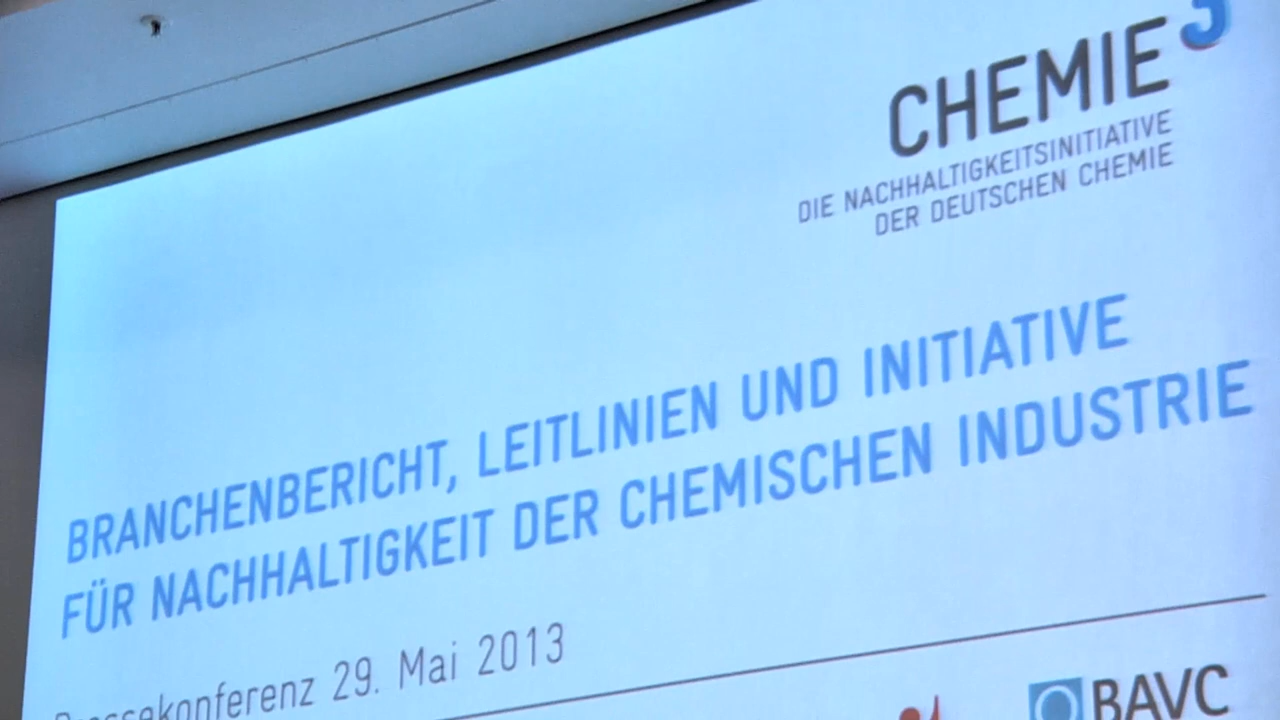 CHEMIE³
DIE NACHHALTIGKEITSINITIATIVE
DER DEUTSCHEN CHEMIE
BRANCHENBERICHT, LEITLINIEN UND INITIATIVE
FÜR NACHHALTIGKEIT DER CHEMISCHEN INDUSTRIE
Pressekonferenz 29. Mai 2013
BAVC